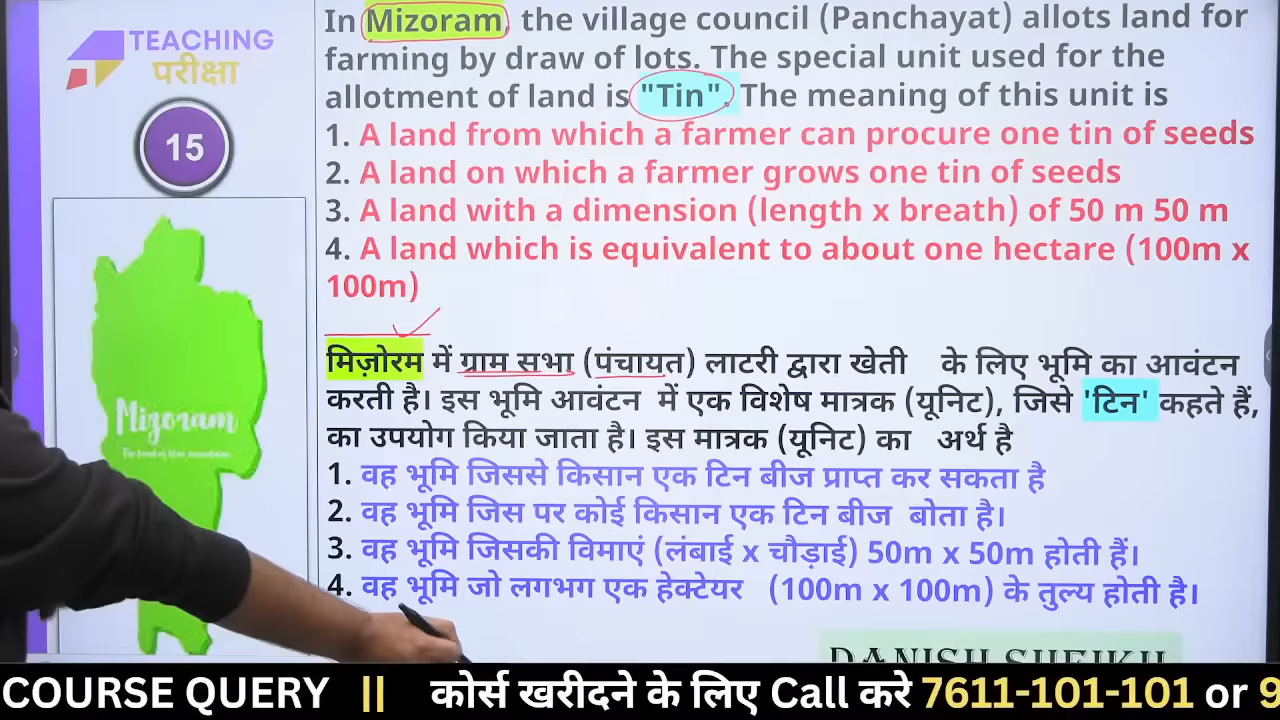 TEACHING
परीक्षा
15
In Mizoram, the village council (Panchayat) allots land for
farming by draw of lots. The special unit used for the
allotment of land is "Tin". The meaning of this unit is
1. A land from which a farmer can procure one tin of seeds
2. A land on which a farmer grows one tin of seeds
3. A land with a dimension (length x breath) of 50 m 50 m
4. A land which is equivalent to about one hectare (100m x
100m)
मिज़ोरम में ग्राम सभा (पंचायत) लाटरी द्वारा खेती के लिए भूमि का आवंटन
करती है। इस भूमि आवंटन में एक विशेष मात्रक (यूनिट), जिसे 'टिन' कहते हैं,
का उपयोग किया जाता है। इस मात्रक (यूनिट) का अर्थ है
1. वह भूमि जिससे किसान एक टिन बीज प्राप्त कर सकता है
2. वह भूमि जिस पर कोई किसान एक टिन बीज बोता है।
3. वह भूमि जिसकी विमाएं (लंबाई x चौड़ाई) 50m x 50m होती हैं।
4. वह भूमि जो लगभग एक हेक्टेयर (100m x 100m) के तुल्य होती है।
Mizoram
DANISH SHEIKH
COURSE QUERY || कोर्स खरीदने के लिए Call करे 7611-101-101 or 9